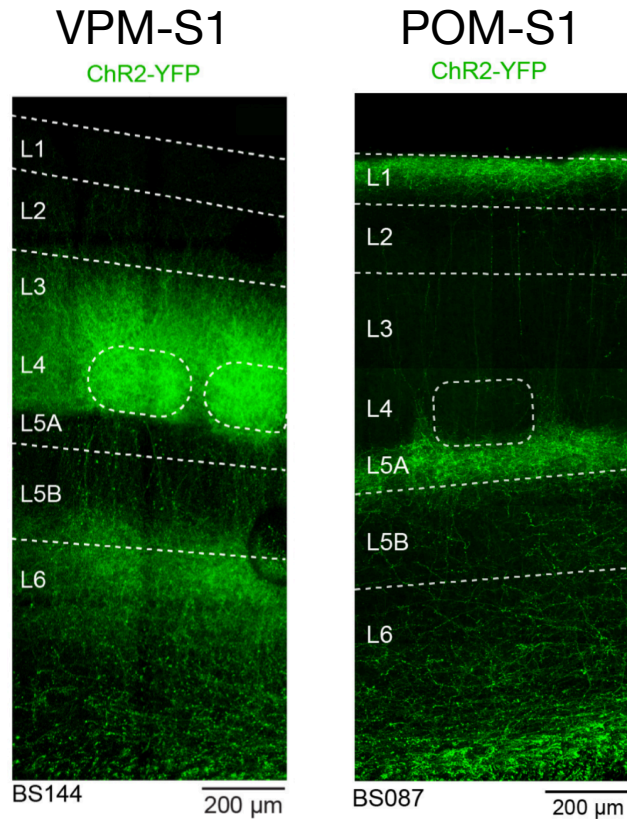 VPM-S1
ChR2-YFP
L1
L2
L3
L4
L5A
L5B
L6
BS144
200 µm
POM-S1
ChR2-YFP
L1
L2
L3
L4
L5A
L5B
L6
BS087
200 µm